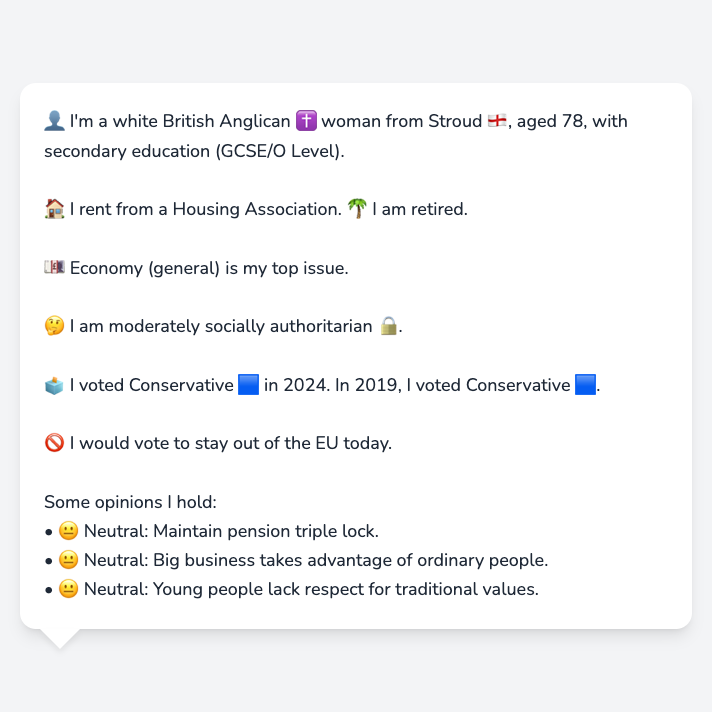 👤 I'm a white British Anglican ✝️ woman from Stroud 🏴󠁧󠁢󠁥󠁮󠁧󠁿, aged 78, with
secondary education (GCSE/O Level).
🏠 I rent from a Housing Association. 🌴 I am retired.
💷 Economy (general) is my top issue.
🤔 I am moderately socially authoritarian 🔒.
🗳️ I voted Conservative 🟦 in 2024. In 2019, I voted Conservative 🟦.
🚫 I would vote to stay out of the EU today.
Some opinions I hold:
• 😐 Neutral: Maintain pension triple lock.
• 😐 Neutral: Big business takes advantage of ordinary people.
• 😐 Neutral: Young people lack respect for traditional values.